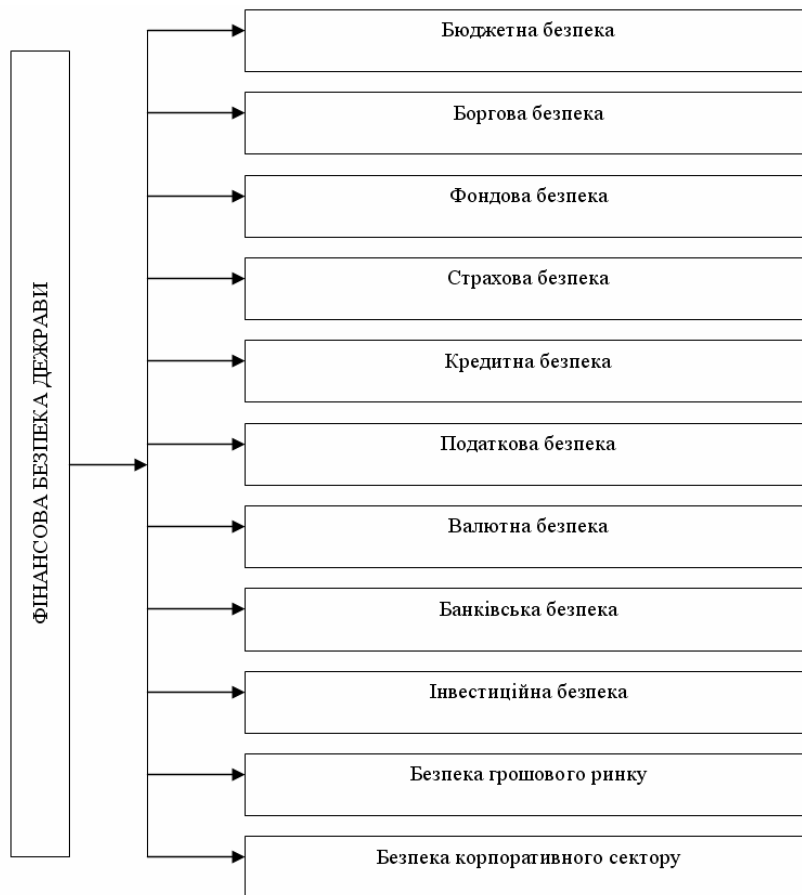 ФІНАНСОВА БЕЗПЕКА ДЕЖРАВИ
Бюджетна безпека
Боргова безпека
Фондова безпека
Страхова безпека
Кредитна безпека
Податкова безпека
Валютна безпека
Банківська безпека
Інвестиційна безпека
Безпека грошового ринку
Безпека корпоративного сектору